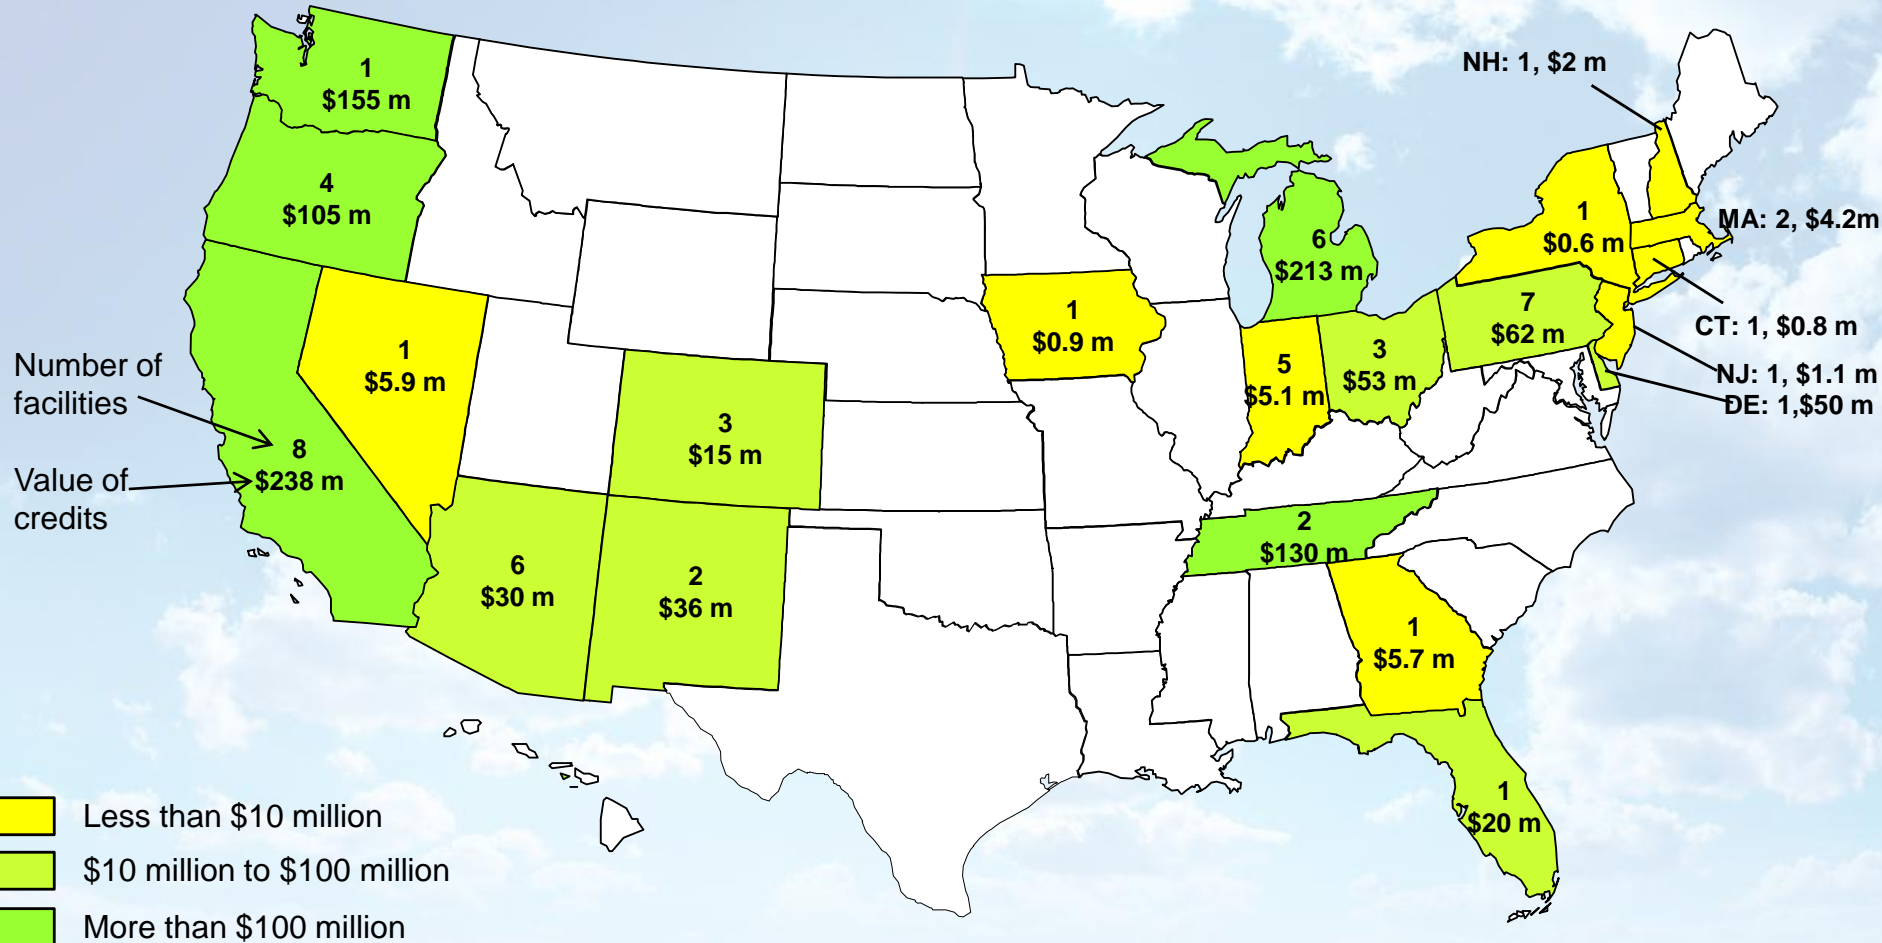 1
$155 m
4
$105 m
Number of
facilities
8
$238 m
Value of
credits
1
$5.9 m
3
$15 m
6
$30 m
2
$36 m
1
$0.9 m
6
$213 m
5
$5.1 m
3
$53 m
7
$62 m
1
$0.6 m
NH: 1, $2 m
MA: 2, $4.2m
CT: 1, $0.8 m
NJ: 1, $1.1 m
DE: 1,$50 m
2
$130 m
1
$5.7 m
1
$20 m
Less than $10 million
$10 million to $100 million
More than $100 million